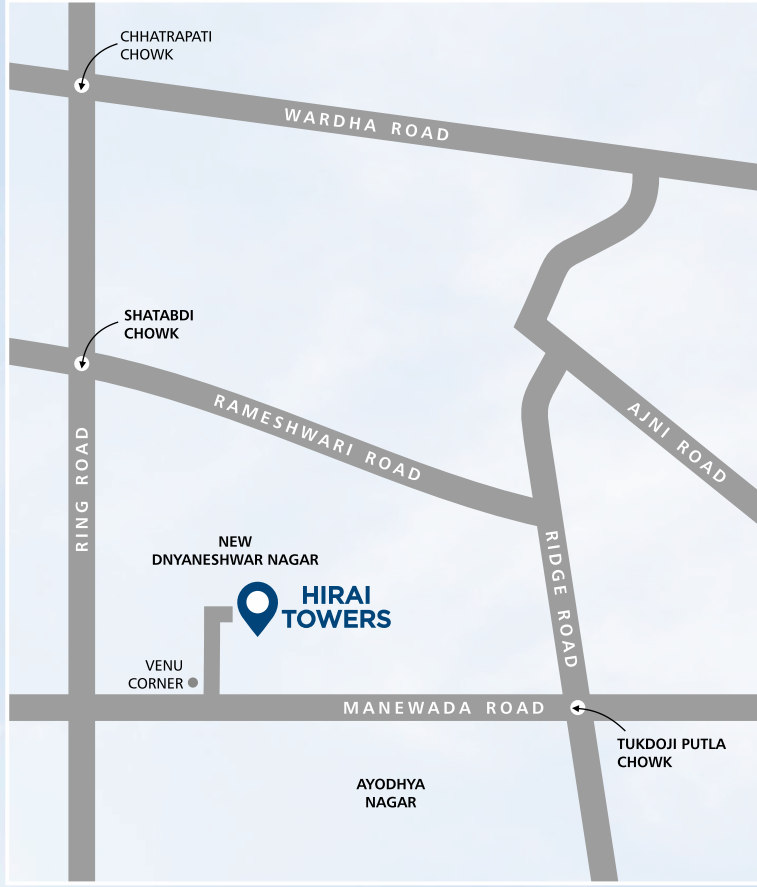 CHHATRAPATI
CHOWK
WARDHA ROAD
SHATABDI
CHOWK
RAMESHWARI ROAD
AJNI ROAD
RING ROAD
NEW
DNYANESHWAR NAGAR
HIRAI
TOWERS
RIDGE ROAD
VENU
CORNER
MANEWADA ROAD
TUKDOJI PUTLA
CHOWK
AYODHYA
NAGAR